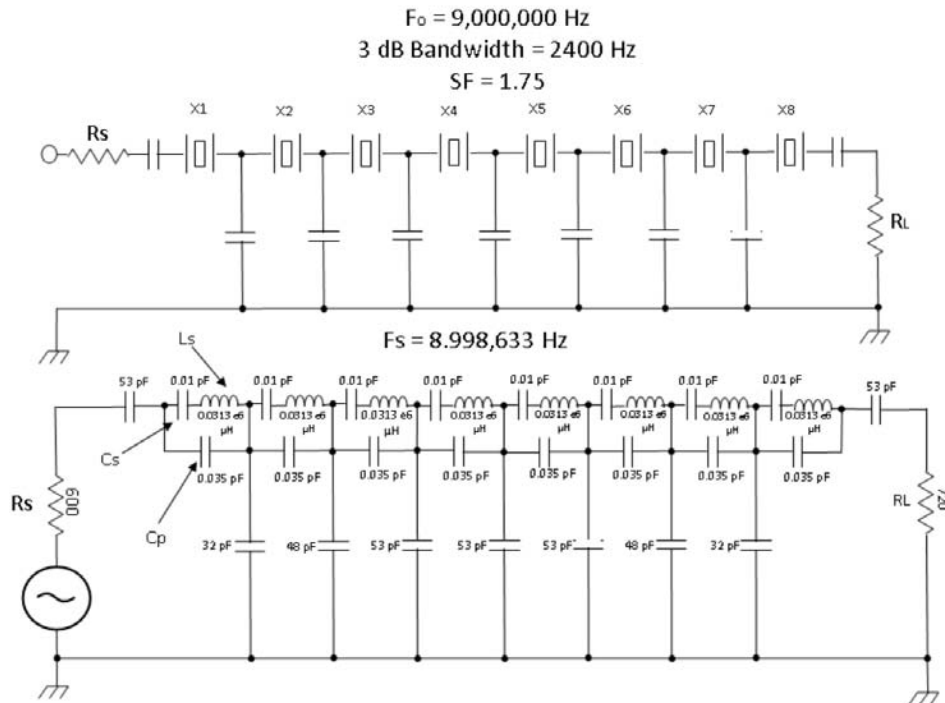 Fo = 9,000,000 Hz
3 dB Bandwidth = 2400 Hz
SF = 1.75
X1 X2 X3 X4 X5 X6 X7 X8
Rs
RL
Fs = 8.998,633 Hz
Ls
53 pF 0.01 pF 0.01 pF 0.01 pF 0.01 pF 0.01 pF 0.01 pF 0.01 pF 0.01 pF 53 pF
0.0313 e6 0.0313 e6 0.0313 e6 0.0313 e6 0.0313 e6 0.0313 e6 0.0313 e6 0.0313 e6
µH µH µH µH µH µH µH µH
Cs
0.035 pF 0.035 pF 0.035 pF 0.035 pF 0.035 pF 0.035 pF 0.035 pF 0.035 pF
Rs 600
RL
Cp
32 pF 48 pF 53 pF 53 pF 53 pF 48 pF 32 pF